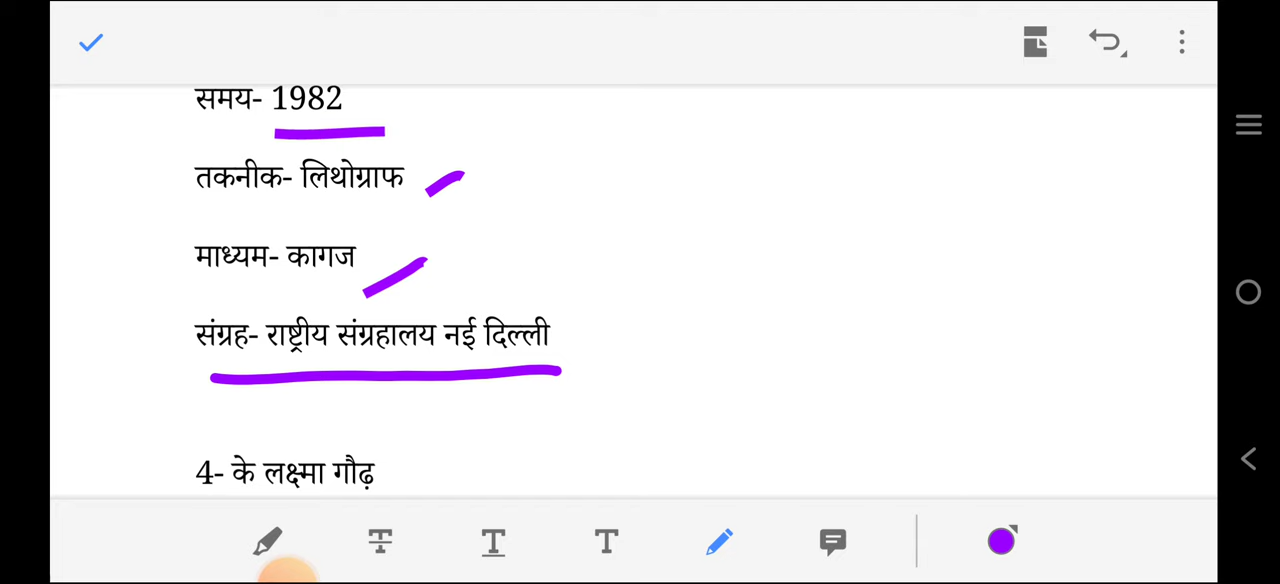 समय- 1982
तकनीक- लिथोग्राफ
माध्यम- कागज
संग्रह- राष्ट्रीय संग्रहालय नई दिल्ली
4- के लक्ष्मा गौढ़